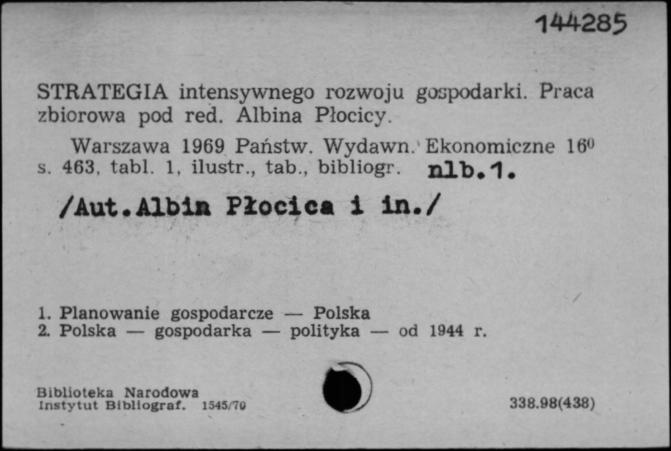 144285
STRATEGIA intensywnego rozwoju gospodarki. Praca
zbiorowa pod red. Albina Płocicy.
Warszawa 1969 Państw. Wydawn. Ekonomiczne 16⁰
s. 463, tabl. 1, ilustr., tab., bibliogr. nlb.1.
/Aut.Albin Płocica i in./
1. Planowanie gospodarcze — Polska
2. Polska — gospodarka — polityka — od 1944 r.
Biblioteka Narodowa
Instytut Bibliograf. 1545/70
338.98(438)